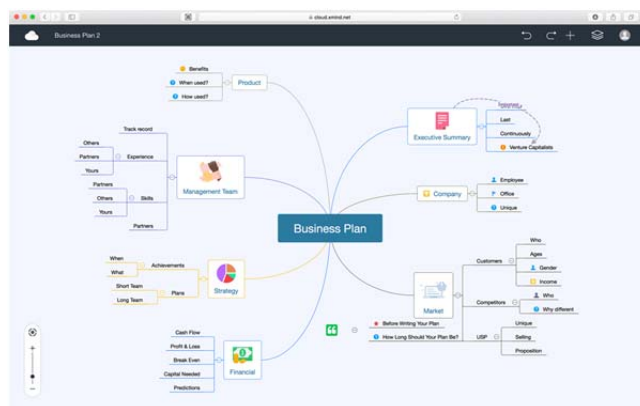 cloud.emind.net
Business Plan 2
Benefits
When used?
How used?
Product
Track record
Others
Partners
Yours
Experience
Partners
Others
Yours
Skills
Partners
Management Team
When
What
Achievements
Short Team
Long Team
Plans
Strategy
Cash Flow
Profit & Loss
Break Even
Capital Needed
Predictions
Financial
Business Plan
Executive Summary
Last
Continuously
Venture Capitalists
Company
Employee
Office
Unique
Market
Customers
Who
Ages
Gender
Income
Competitors
Who
Why different
USP
Unique
Selling
Proposition
Before Writing Your Plan
How Long Should Your Plan Be?